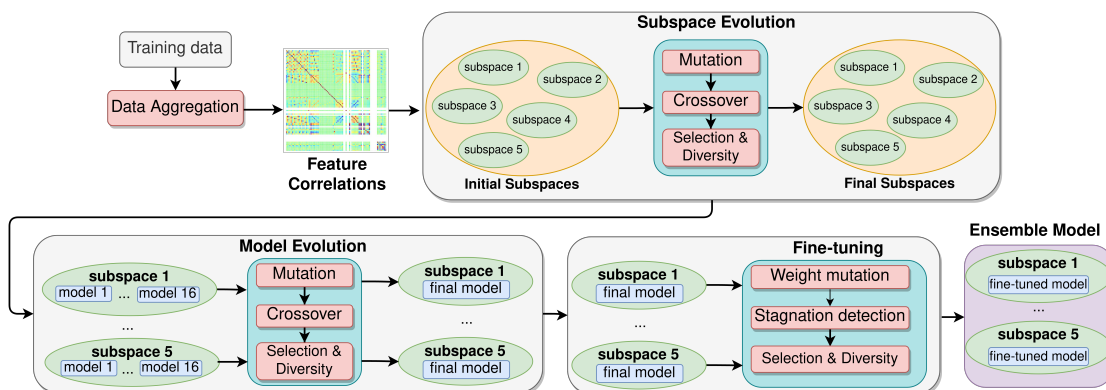 Training data
Data Aggregation
Feature
Correlations
Subspace Evolution
subspace 1
subspace 2
subspace 3
subspace 4
subspace 5
Initial Subspaces
Mutation
Crossover
Selection &
Diversity
subspace 1
subspace 2
subspace 3
subspace 4
subspace 5
Final Subspaces
Model Evolution
subspace 1
model 1 ... model 16
...
subspace 5
model 1 ... model 16
Mutation
Crossover
Selection &
Diversity
subspace 1
final model
...
subspace 5
final model
Fine-tuning
subspace 1
final model
...
subspace 5
final model
Weight mutation
Stagnation detection
Selection & Diversity
Ensemble Model
subspace 1
fine-tuned model
...
subspace 5
fine-tuned model